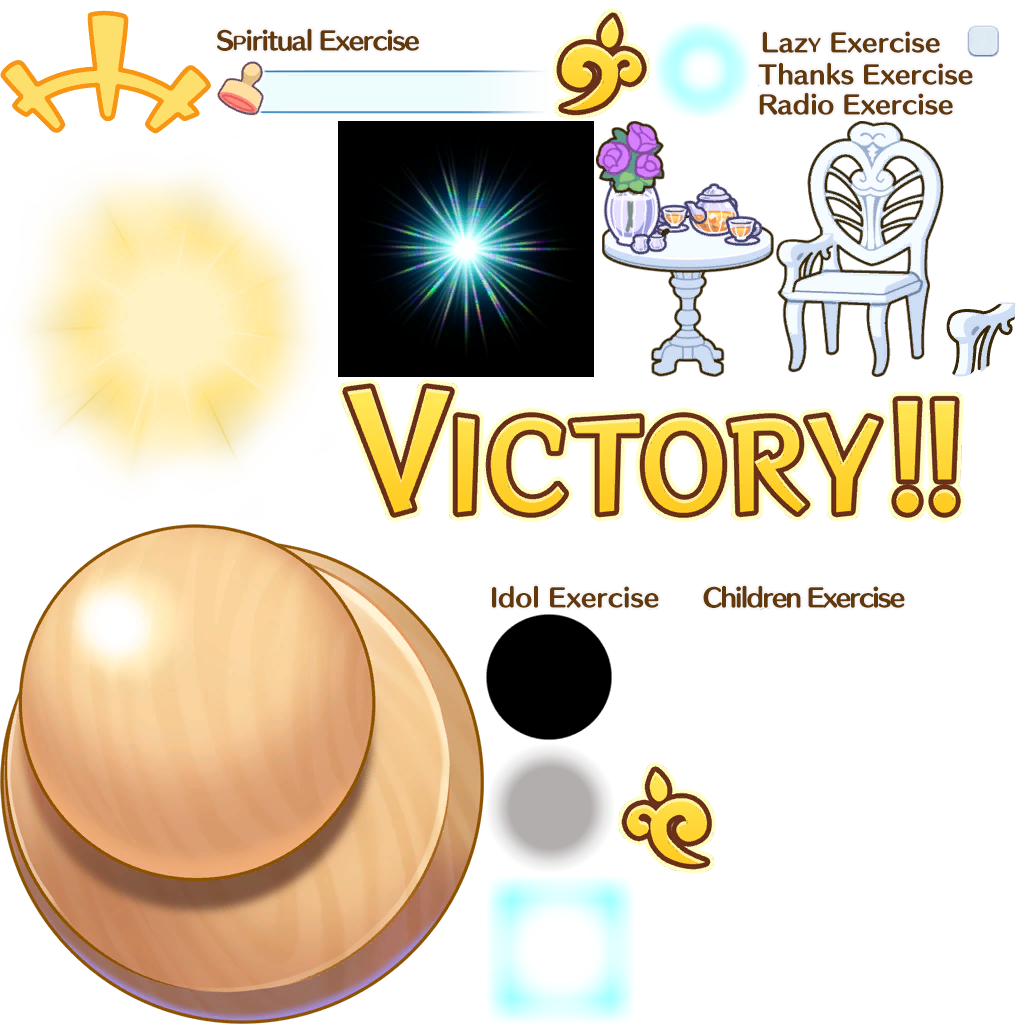 Spiritual Exercise
Lazy Exercise
Thanks Exercise
Radio Exercise
VICTORY!!
Idol Exercise
Children Exercise